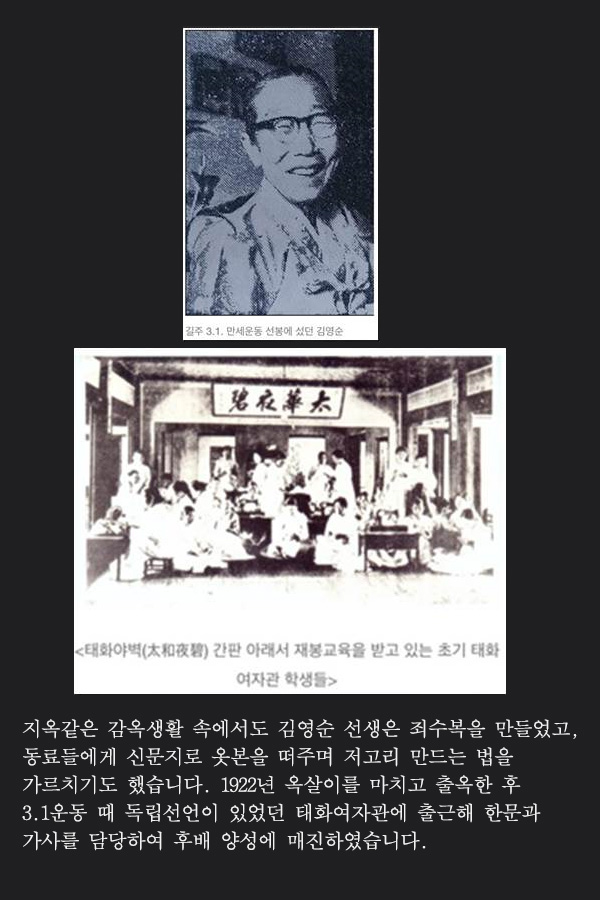 길주 3.1. 만세운동 선봉에 섰던 김영순
碧夜華太
<태화야벽(太和夜碧) 간판 아래서 재봉교육을 받고 있는 초기 태화
여자관 학생들>
지옥같은 감옥생활 속에서도 김영순 선생은 죄수복을 만들었고,
동료들에게 신문지로 옷본을 떠주며 저고리 만드는 법을
가르치기도 했습니다. 1922년 옥살이를 마치고 출옥한 후
3.1운동 때 독립선언이 있었던 태화여자관에 출근해 한문과
가사를 담당하여 후배 양성에 매진하였습니다.